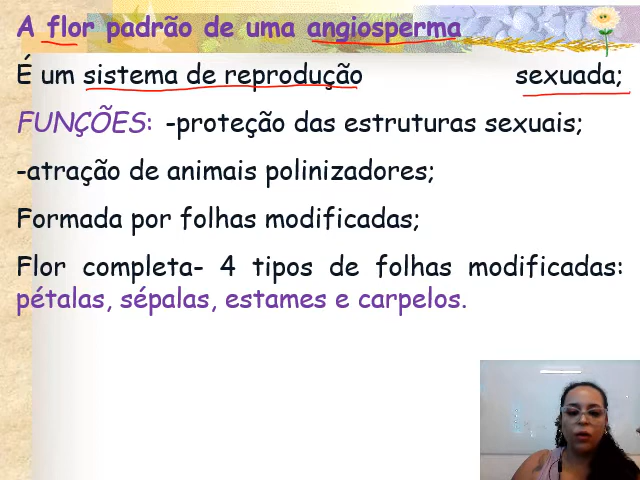 A flor padrão de uma angiosperma
É um sistema de reprodução sexuada;
FUNÇÕES: -proteção das estruturas sexuais;
-atração de animais polinizadores;
Formada por folhas modificadas;
Flor completa- 4 tipos de folhas modificadas:
pétalas, sépalas, estames e carpelos.